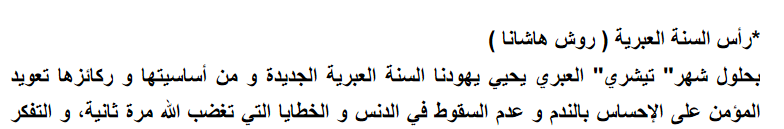 *رأس السنة العبرية ( روش هاشانا )
بحلول شهر" تيشري" العبري يحيي يهودنا السنة العبرية الجديدة و من أساسيتها و ركائزها تعويد
المؤمن على الإحساس بالندم و عدم السقوط في الدنس و الخطايا التي تغضب الله مرة ثانية، و التفكر